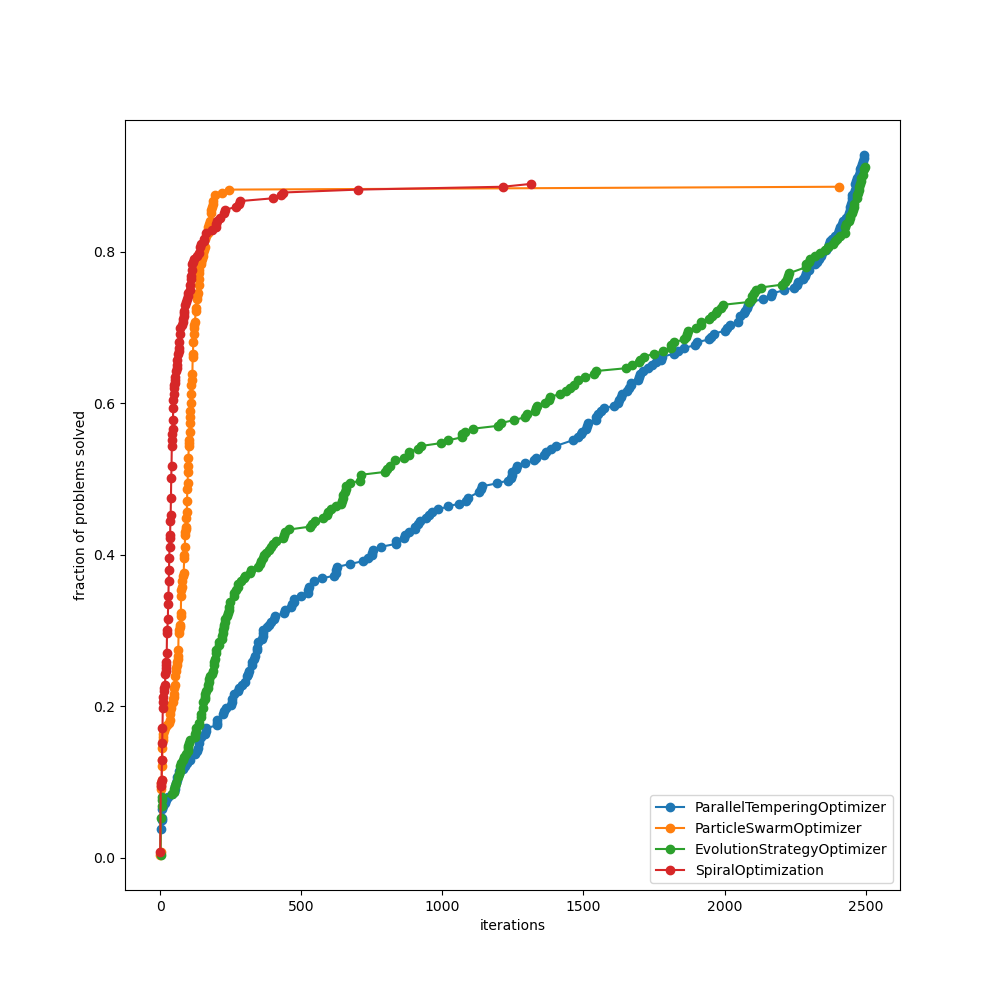 fraction of problems solved
0.8
0.6
0.4
0.2
0.0
0 500 1000 1500 2000 2500
iterations
ParallelTemperingOptimizer
ParticleSwarmOptimizer
EvolutionStrategyOptimizer
SpiralOptimization